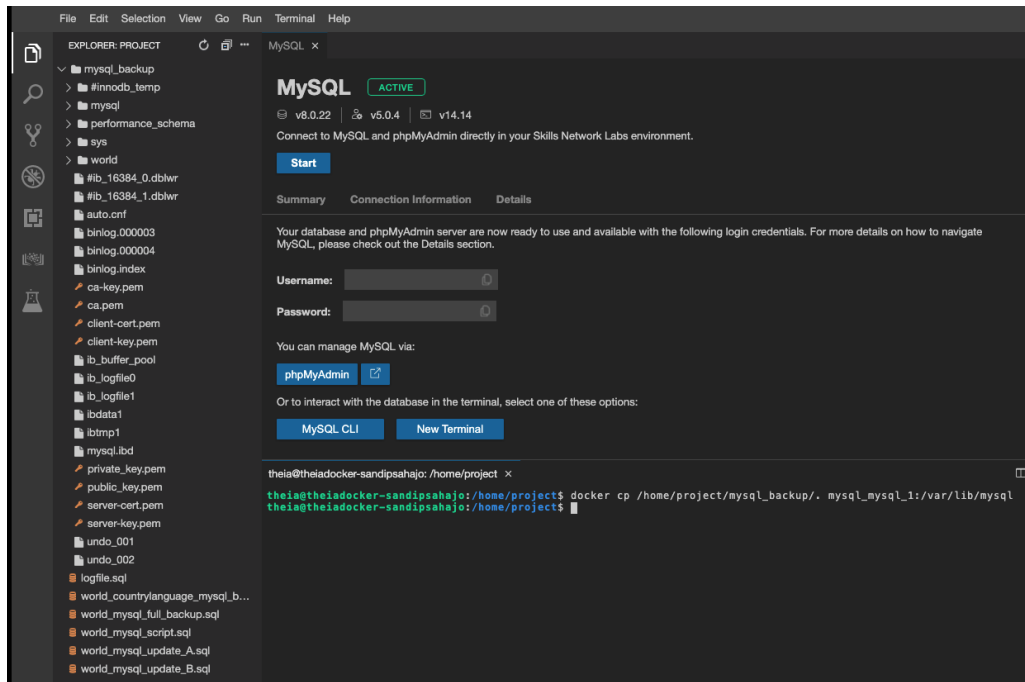 File Edit Selection View Go Run Terminal Help
EXPLORER: PROJECT
mysql_backup
#innodb_temp
mysql
performance_schema
sys
world
#ib_16384_0.dblwr
#ib_16384_1.dblwr
auto.cnf
binlog.000003
binlog.000004
binlog.index
ca-key.pem
ca.pem
client-cert.pem
client-key.pem
ib_buffer_pool
ib_logfile0
ib_logfile1
ibdata1
ibtmp1
mysql.ibd
private_key.pem
public_key.pem
server-cert.pem
server-key.pem
undo_001
undo_002
logfile.sql
world_countrylanguage_mysql_b...
world_mysql_full_backup.sql
world_mysql_script.sql
world_mysql_update_A.sql
world_mysql_update_B.sql
MySQL
MySQL ACTIVE
v8.0.22 v5.0.4 v14.14
Connect to MySQL and phpMyAdmin directly in your Skills Network Labs environment.
Start
Summary Connection Information Details
Your database and phpMyAdmin server are now ready to use and available with the following login credentials. For more details on how to navigate
MySQL, please check out the Details section.
Username:
Password:
You can manage MySQL via:
phpMyAdmin
Or to interact with the database in the terminal, select one of these options:
MySQL CLI New Terminal
theia@theiadocker-sandipsahajo: /home/project
theia@theiadocker-sandipsahajo:/home/project$ docker cp /home/project/mysql_backup/. mysql_mysql_1:/var/lib/mysql
theia@theiadocker-sandipsahajo:/home/project$